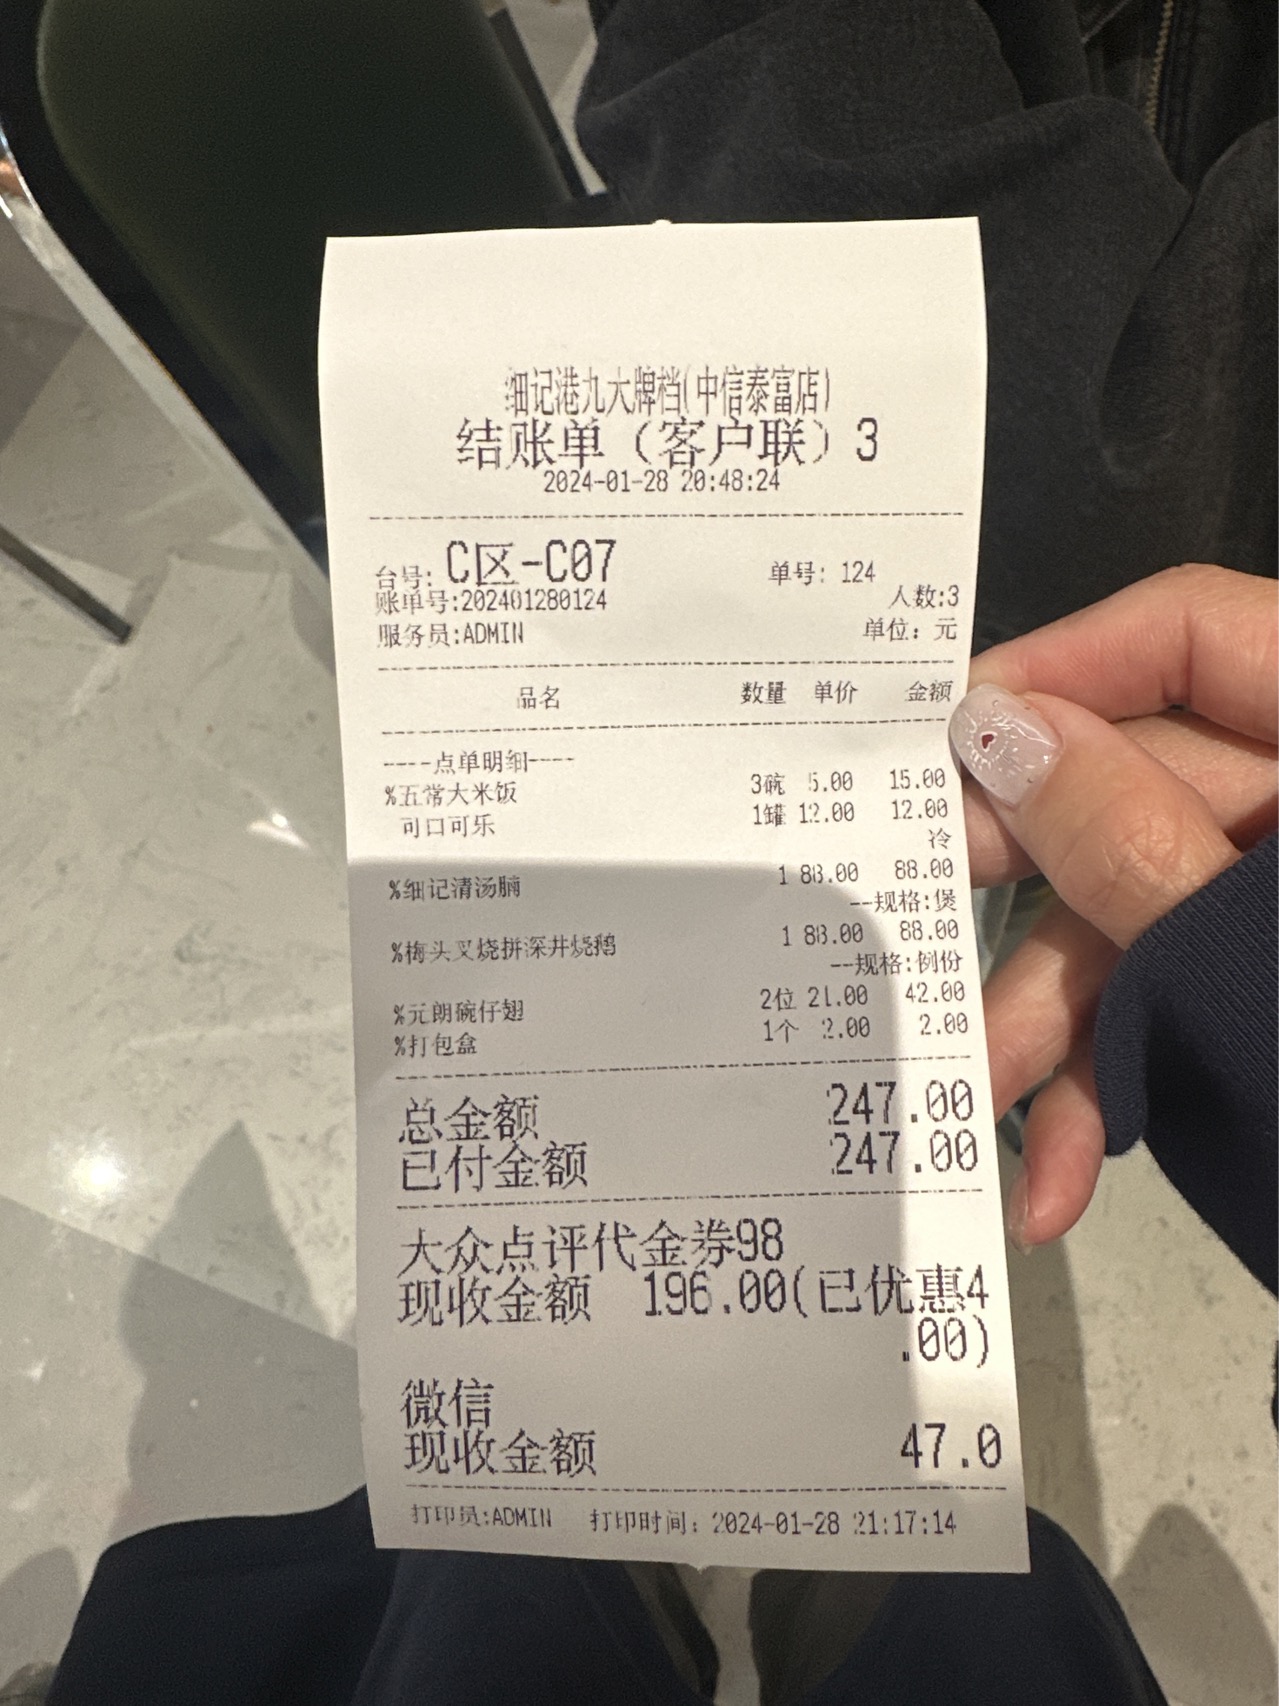 细记港九大牌档(中信泰富店)
结账单（客户联）3
2024-01-28 20:48:24
台号: C区-C07 单号: 124
账单号:202401280124 人数:3
服务员:ADMIN 单位: 元
品名 数量 单价 金额
----点单明细----
%五常大米饭 3碗 5.00 15.00
可口可乐 1罐 12.00 12.00
冷
%细记清汤腩 1 88.00 88.00
--规格:煲
%梅头叉烧拼深井烧鹅 1 88.00 88.00
--规格:例份
%元朗碗仔翅 2位 21.00 42.00
%打包盒 1个 2.00 2.00
总金额 247.00
已付金额 247.00
大众点评代金券98
现收金额 196.00(已优惠4
.00)
微信
现收金额 47.0
打印员:ADMIN 打印时间: 2024-01-28 21:17:14